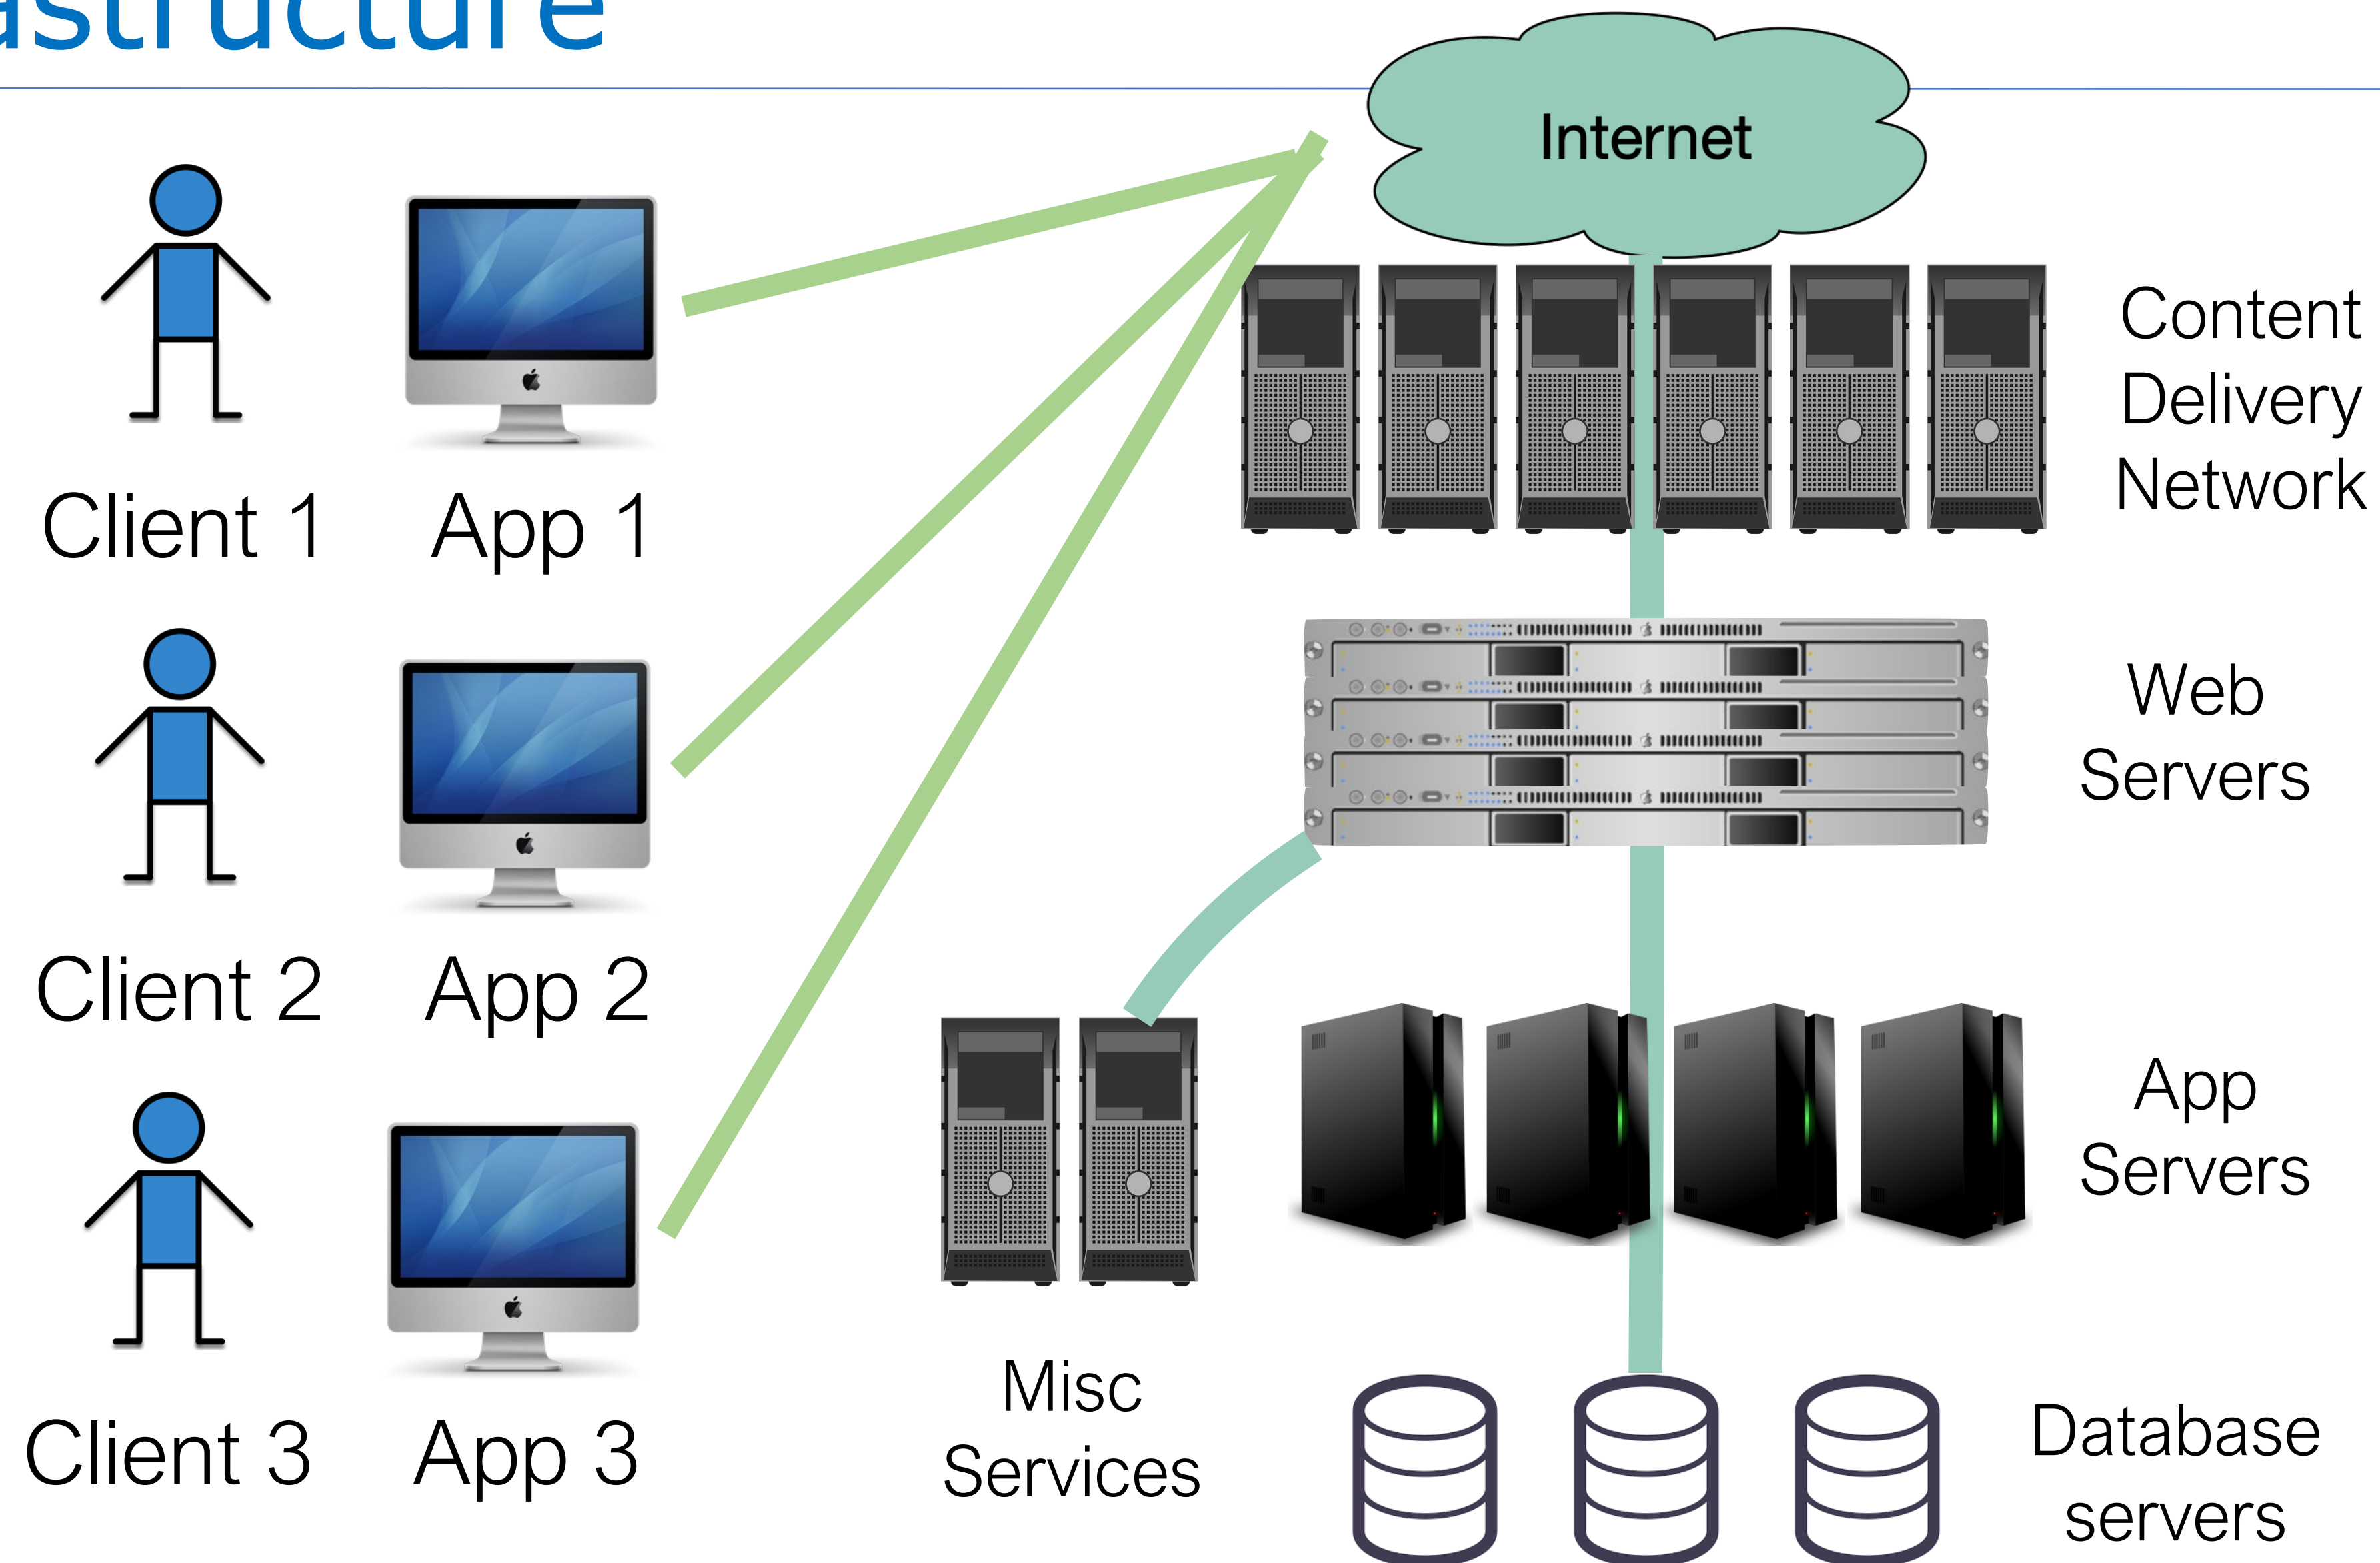 astructure
Internet
Client 1
App 1
Content
Delivery
Network
Web
Servers
Client 2
App 2
App
Servers
Client 3
App 3
Misc
Services
Database
servers